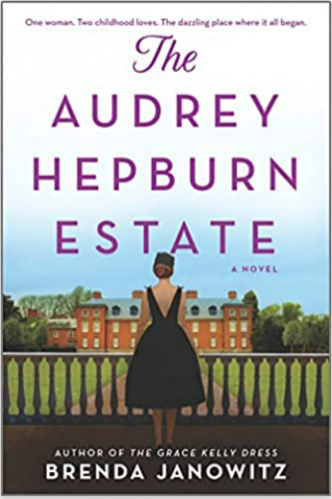 One woman. Two childhood loves. The dazzling place where it all began.
The
AUDREY
HEPBURN
ESTATE
A NOVEL
AUTHOR OF THE GRACE KELLY DRESS
BRENDA JANOWITZ